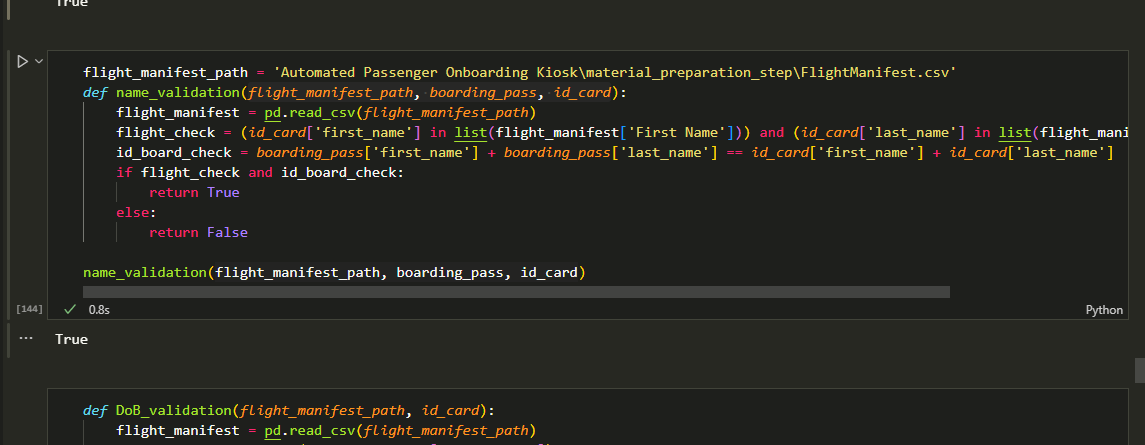 True
flight_manifest_path = 'Automated Passenger Onboarding Kiosk\material_preparation_step\FlightManifest.csv'
def name_validation(flight_manifest_path, boarding_pass, id_card):
flight_manifest = pd.read_csv(flight_manifest_path)
flight_check = (id_card['first_name'] in list(flight_manifest['First Name'])) and (id_card['last_name'] in list(flight_mani
id_board_check = boarding_pass['first_name'] + boarding_pass['last_name'] == id_card['first_name'] + id_card['last_name']
if flight_check and id_board_check:
return True
else:
return False
name_validation(flight_manifest_path, boarding_pass, id_card)
[144] 0.8s Python
True
def DoB_validation(flight_manifest_path, id_card):
flight_manifest = pd.read_csv(flight_manifest_path)